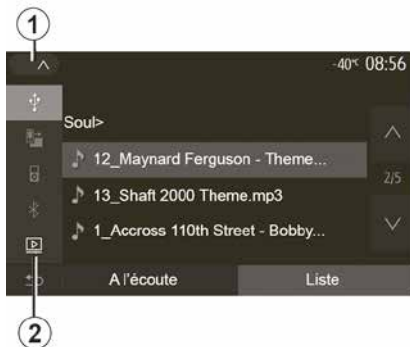 1
-40°C 08:56
Soul>
12_Maynard Ferguson - Theme...
2/5
13_Shaft 2000 Theme.mp3
1_Accross 110th Street - Bobby...
A l'écoute Liste
2